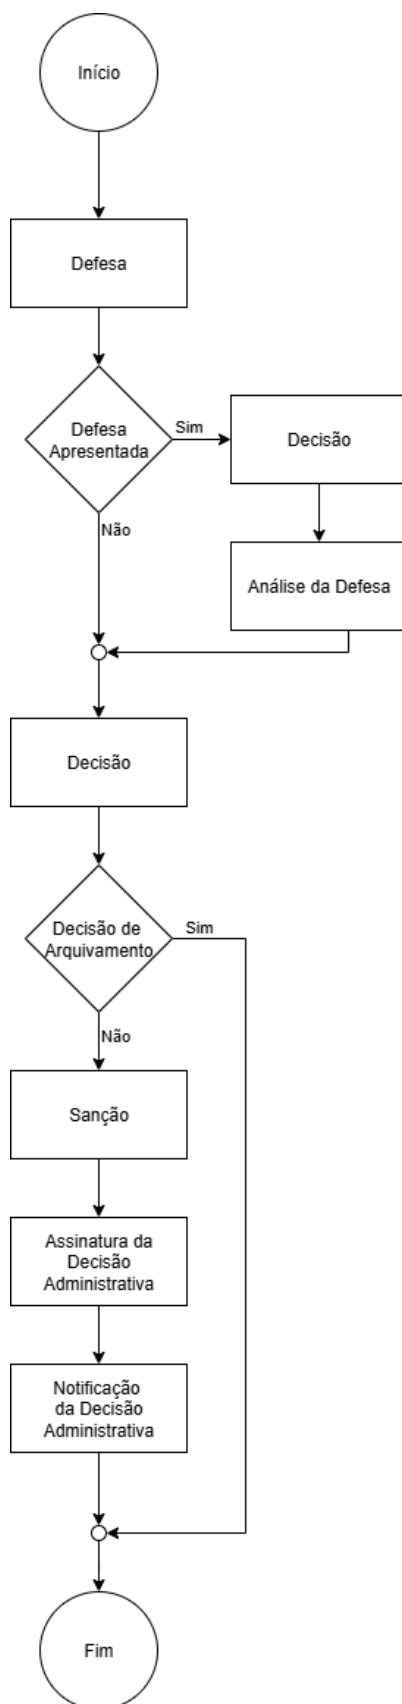 Início
Defesa
Defesa
Apresentada
Sim
Decisão
Não
Análise da Defesa
Decisão
Decisão de
Arquivamento
Sim
Não
Sanção
Assinatura da
Decisão
Administrativa
Notificação
da Decisão
Administrativa
Fim